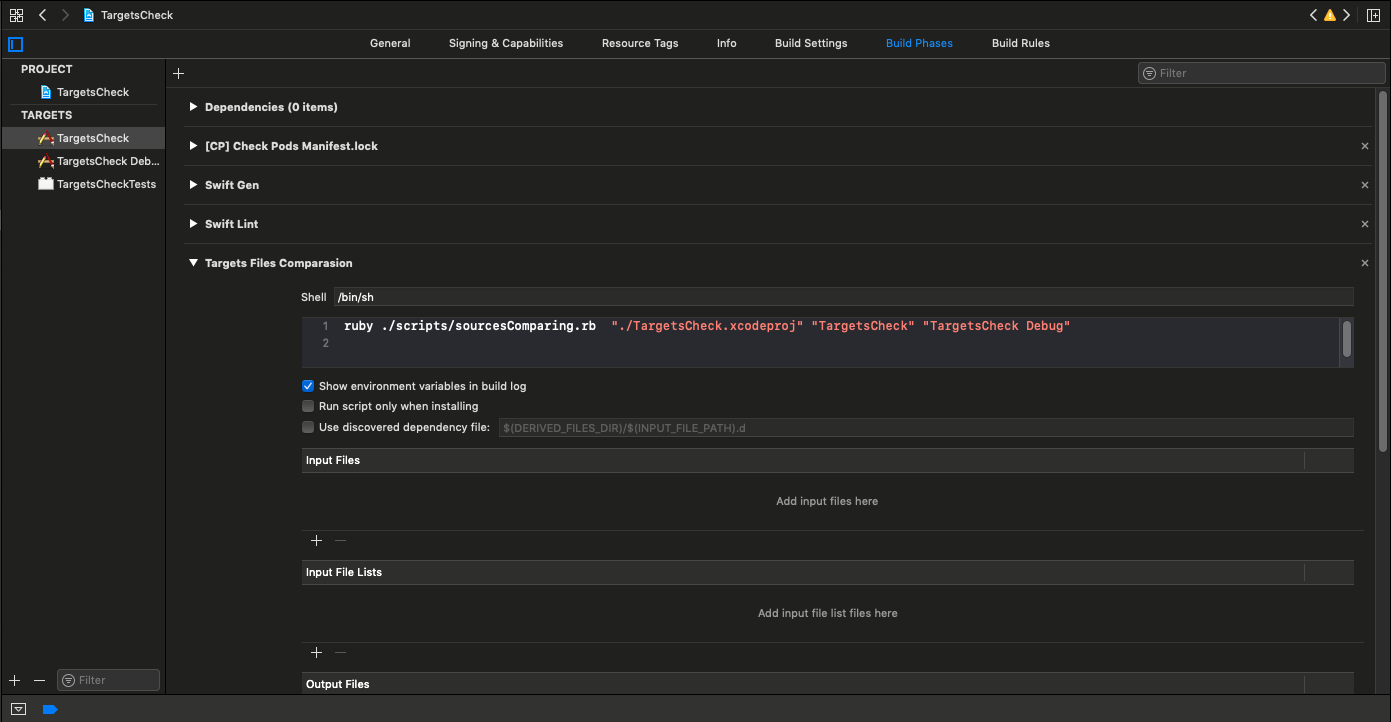 TargetsCheck
General Signing & Capabilities Resource Tags Info Build Settings Build Phases Build Rules
PROJECT
TargetsCheck
TARGETS
TargetsCheck
TargetsCheck Deb...
TargetsCheckTests
Filter
Dependencies (0 items)
[CP] Check Pods Manifest.lock
Swift Gen
Swift Lint
Targets Files Comparasion
Shell /bin/sh
1 ruby ./scripts/sourcesComparing.rb "./TargetsCheck.xcodeproj" "TargetsCheck" "TargetsCheck Debug"
2
Show environment variables in build log
Run script only when installing
Use discovered dependency file: $(DERIVED_FILES_DIR)/$(INPUT_FILE_PATH).d
Input Files
Add input files here
Input File Lists
Add input file list files here
Output Files
Filter